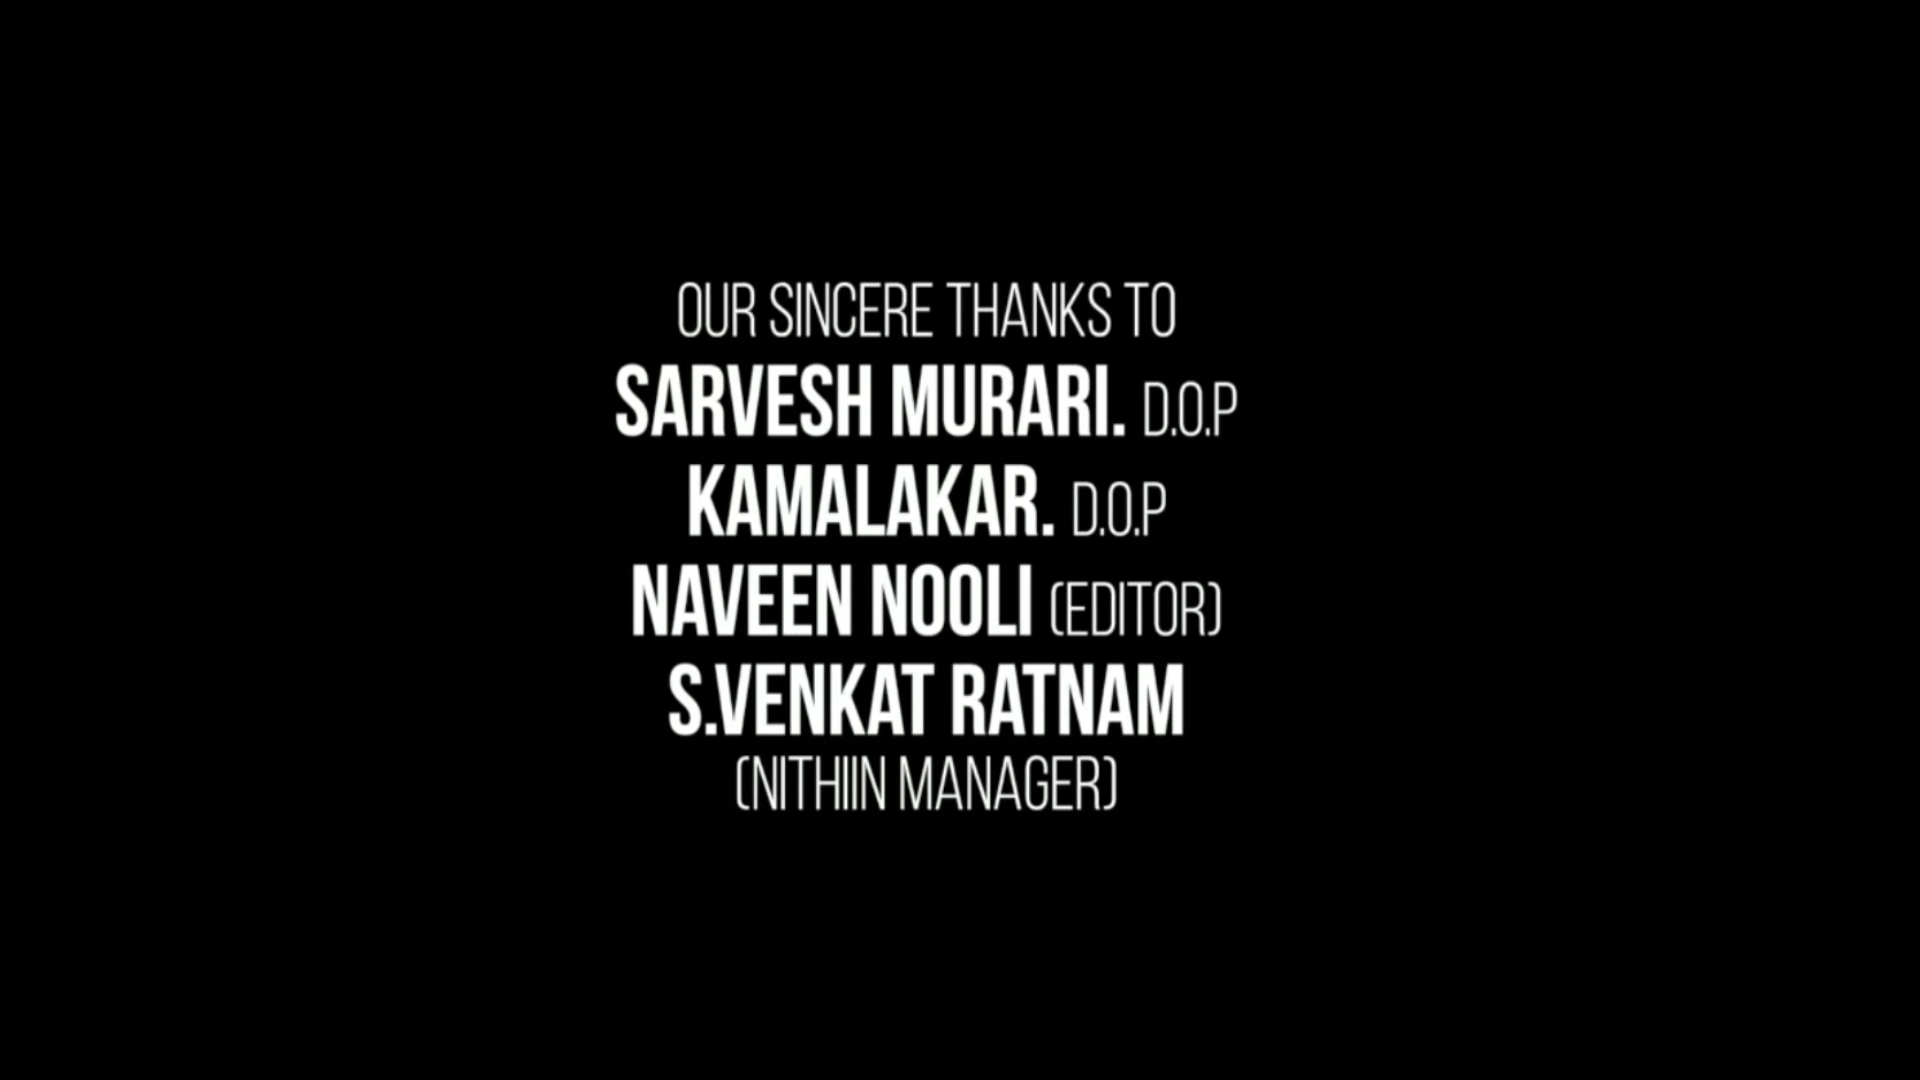 OUR SINCERE THANKS TO
SARVESH MURARI. D.O.P
KAMALAKAR. D.O.P
NAVEEN NOOLI (EDITOR)
S.VENKAT RATNAM
(NITHIIN MANAGER)